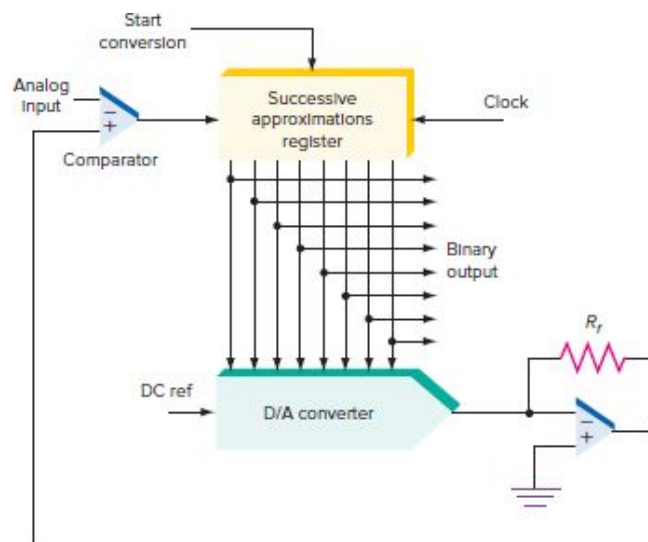 Start
conversion
Analog
Input
−
+
Comparator
Successive
approximations
register
Clock
Binary
output
Rf
DC ref
D/A converter
−
+